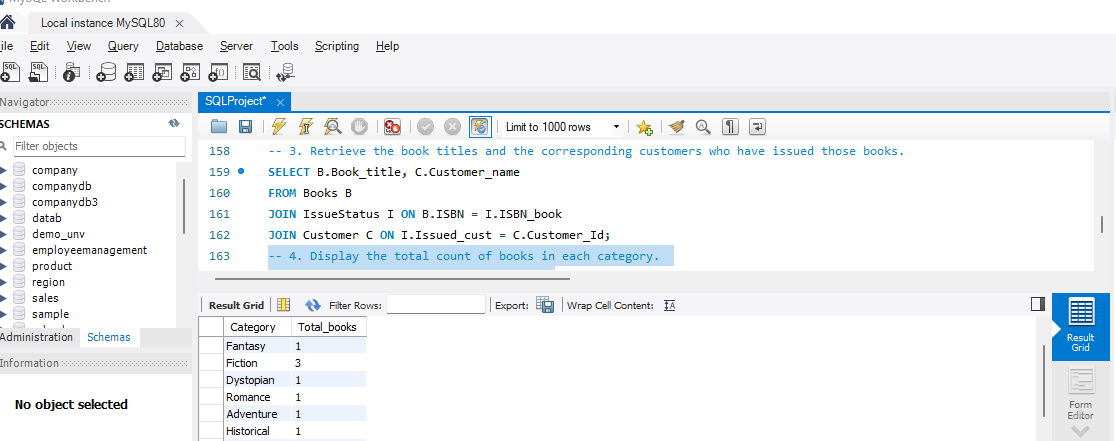 Local instance MySQL80 ×
Edit View Query Database Server Tools Scripting Help
Navigator
SCHEMAS
Filter objects
company
companydb
companydb3
datab
demo_unv
employeemanagement
product
region
sales
sample
Administration Schemas
Information
No object selected
SQLProject* ×
Limit to 1000 rows
158 -- 3. Retrieve the book titles and the corresponding customers who have issued those books.
159 SELECT B.Book_title, C.Customer_name
160 FROM Books B
161 JOIN IssueStatus I ON B.ISBN = I.ISBN_book
162 JOIN Customer C ON I.Issued_cust = C.Customer_Id;
163 -- 4. Display the total count of books in each category.
Result Grid Filter Rows: Export: Wrap Cell Content: IA
Category Total_books
Fantasy 1
Fiction 3
Dystopian 1
Romance 1
Adventure 1
Historical 1
Result
Grid
Form
Editor